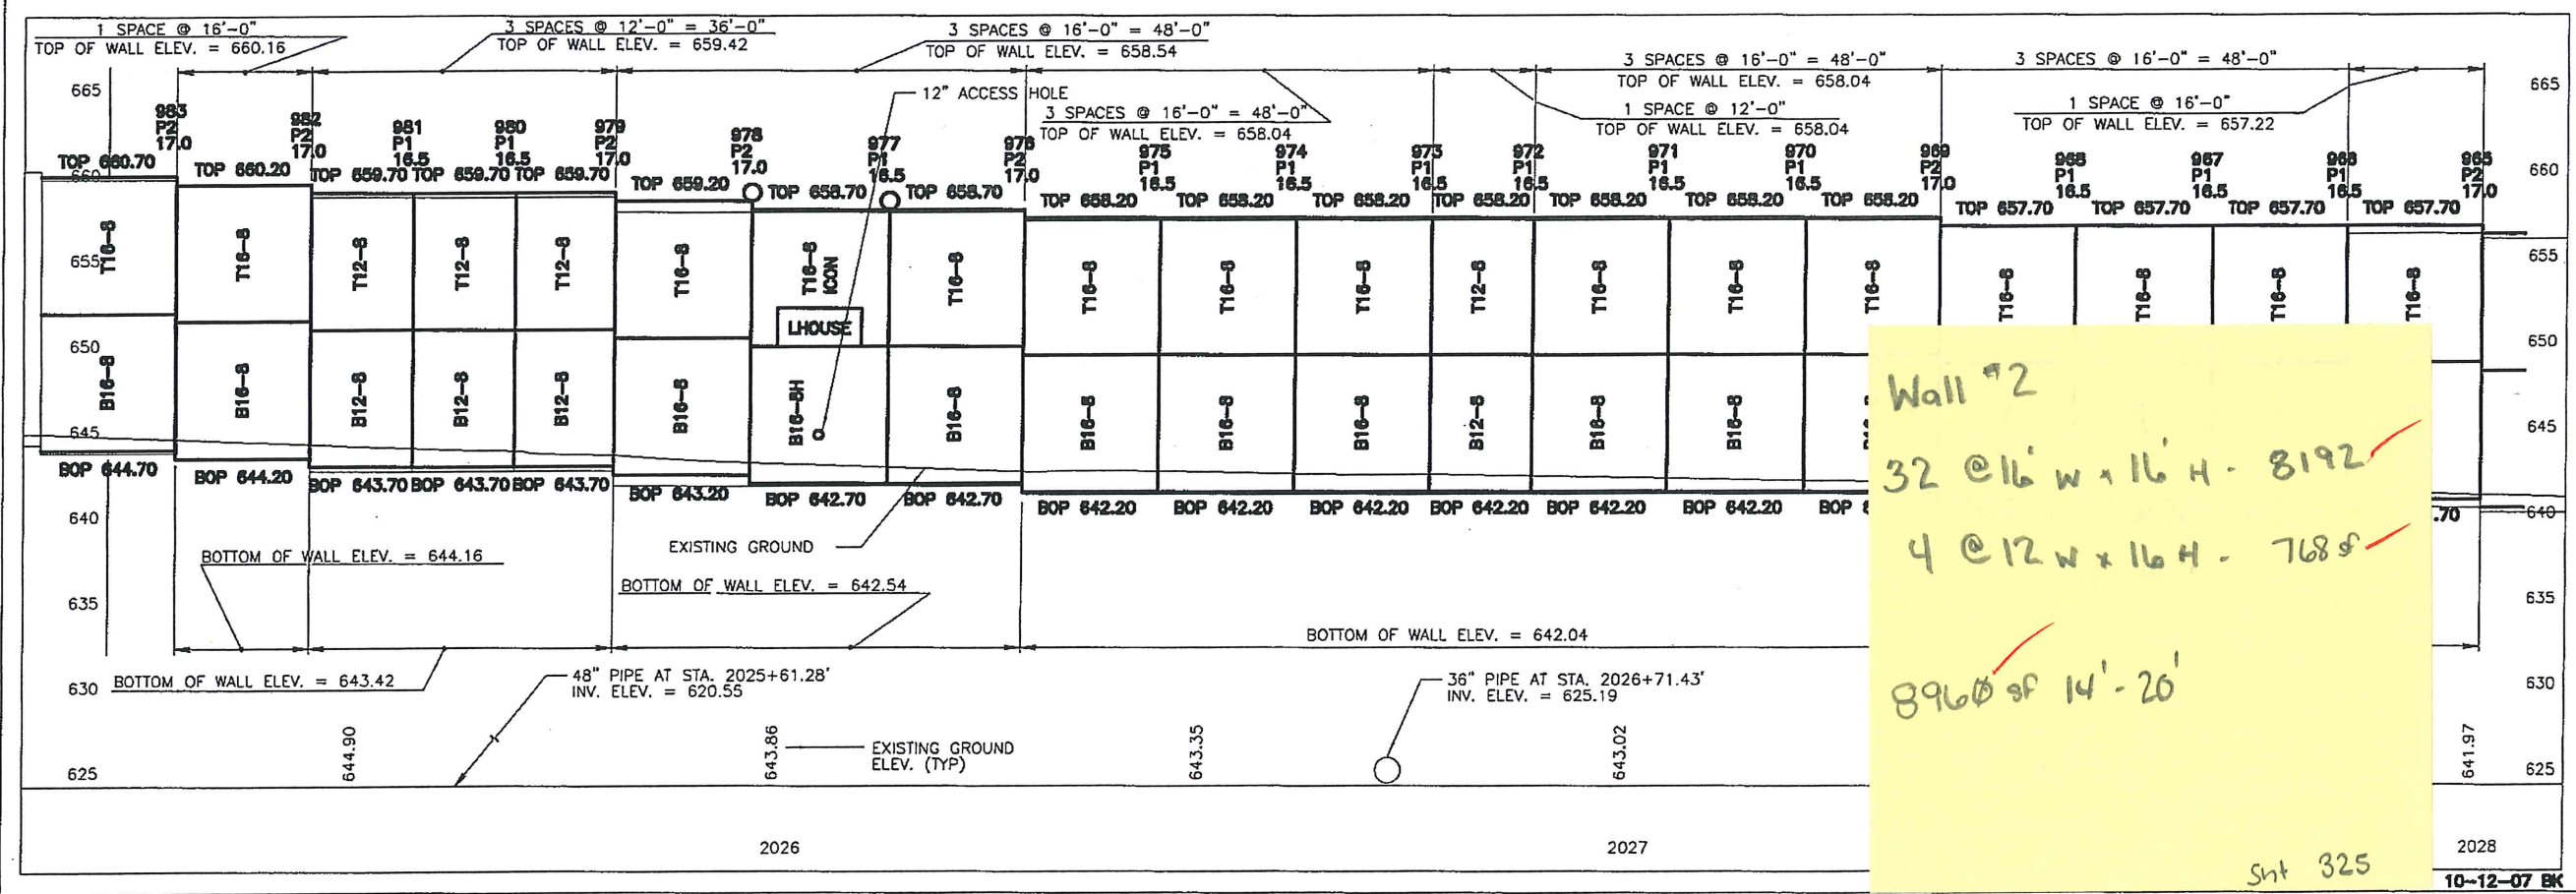 1 SPACE @ 16'-0"
TOP OF WALL ELEV. = 660.16
3 SPACES @ 12'-0" = 36'-0"
TOP OF WALL ELEV. = 659.42
3 SPACES @ 16'-0" = 48'-0"
TOP OF WALL ELEV. = 658.54
3 SPACES @ 16'-0" = 48'-0"
TOP OF WALL ELEV. = 658.04
3 SPACES @ 16'-0" = 48'-0"
665
12" ACCESS HOLE
3 SPACES @ 16'-0" = 48'-0"
TOP OF WALL ELEV. = 658.04
1 SPACE @ 12'-0"
TOP OF WALL ELEV. = 658.04
1 SPACE @ 16'-0"
TOP OF WALL ELEV. = 657.22
665
983 P2 17.0
982 P2 17.0
981 P1 16.5
980 P1 16.5
979 P2 17.0
978 P2 17.0
977 P1 16.5
976 P2 17.0
975 P1 16.5
974 P1 16.5
973 P1 16.5
972 P1 16.5
971 P1 16.5
970 P1 16.5
969 P2 17.0
968 P1 16.5
967 P1 16.5
966 P1 16.5
965 P2 17.0
TOP 660.70 TOP 660.20 TOP 659.70 TOP 659.70 TOP 659.70 TOP 659.20 TOP 658.70 TOP 658.70 TOP 658.20 TOP 658.20 TOP 658.20 TOP 658.20 TOP 658.20 TOP 658.20 TOP 658.20 TOP 657.70 TOP 657.70 TOP 657.70 TOP 657.70
660 660
T16-8 T16-8 T12-8 T12-8 T12-8 T16-8 T16-8 ICON T16-8 T16-8 T16-8 T16-8 T12-8 T16-8 T16-8 T16-8 T16-8 T16-8 T16-8 T16-8
655 655
LHOUSE
650 650
B16-8 B16-8 B12-8 B12-8 B12-8 B16-8 B16-8H B16-8 B16-8 B16-8 B16-8 B12-8 B16-8 B16-8
645 645
BOP 644.70 BOP 644.20 BOP 643.70 BOP 643.70 BOP 643.70 BOP 643.20 BOP 642.70 BOP 642.70 BOP 642.20 BOP 642.20 BOP 642.20 BOP 642.20 BOP 642.20 BOP 642.20 BOP .70
640 640
BOTTOM OF WALL ELEV. = 644.16
EXISTING GROUND
BOTTOM OF WALL ELEV. = 642.54
635 635
BOTTOM OF WALL ELEV. = 642.04
BOTTOM OF WALL ELEV. = 643.42
630 630
48" PIPE AT STA. 2025+61.28'
INV. ELEV. = 620.55
36" PIPE AT STA. 2026+71.43'
INV. ELEV. = 625.19
644.90 643.86 643.35 643.02 641.97
EXISTING GROUND
ELEV. (TYP)
625 625
2026 2027 2028
10-12-07 BK
Wall #2
32 @ 16' W x 16' H - 8192
4 @ 12 W x 16 H - 768 sf
8960 sf 14' - 20'
Sht 325